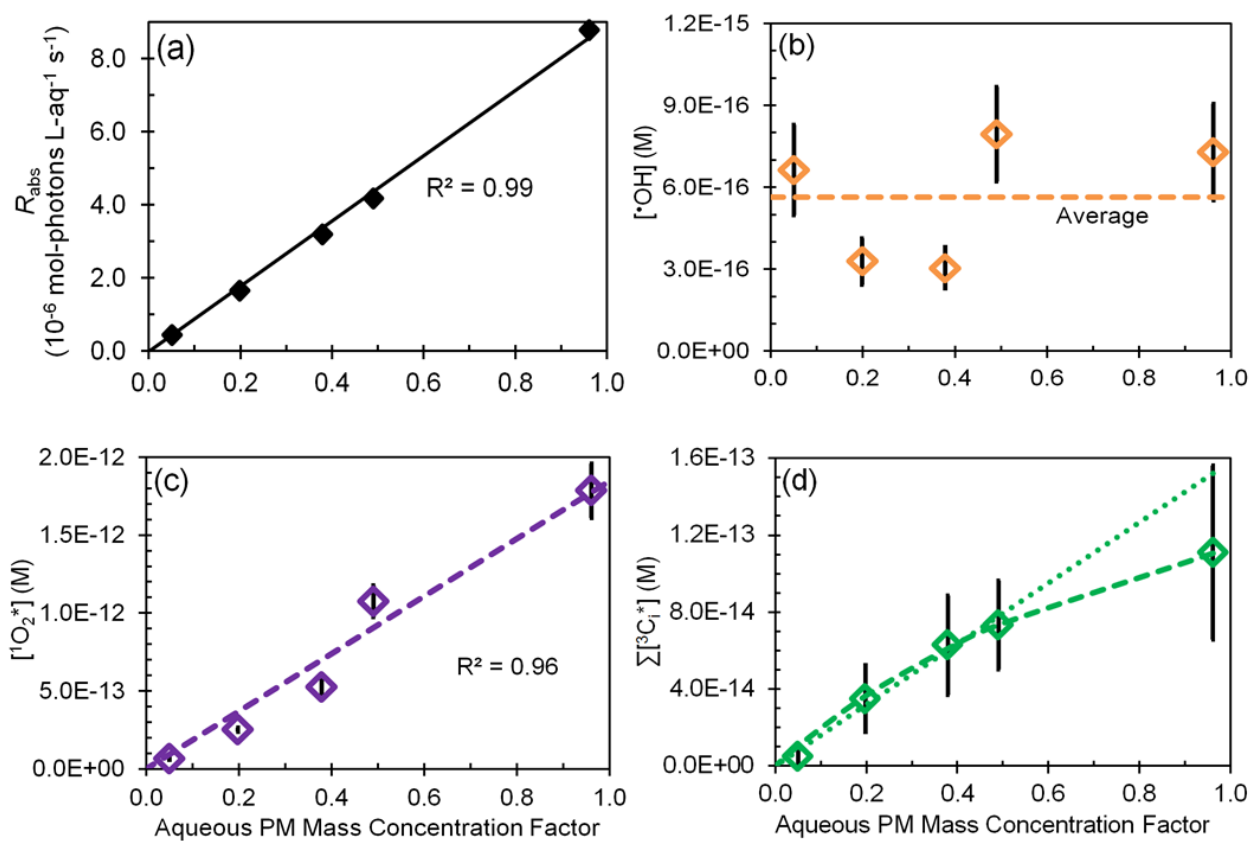 (a)
8.0
6.0
4.0
2.0
0.0
R² = 0.99
R_abs
(10⁻⁶ mol-photons L-aq⁻¹ s⁻¹)
0.0 0.2 0.4 0.6 0.8 1.0
(b)
1.2E-15
9.0E-16
6.0E-16
3.0E-16
0.0E+00
[•OH] (M)
Average
0.0 0.2 0.4 0.6 0.8 1.0
(c)
2.0E-12
1.5E-12
1.0E-12
5.0E-13
0.0E+00
[¹O₂*] (M)
R² = 0.96
0.0 0.2 0.4 0.6 0.8 1.0
Aqueous PM Mass Concentration Factor
(d)
1.6E-13
1.2E-13
8.0E-14
4.0E-14
0.0E+00
Σ[³Cᵢ*] (M)
0.0 0.2 0.4 0.6 0.8 1.0
Aqueous PM Mass Concentration Factor